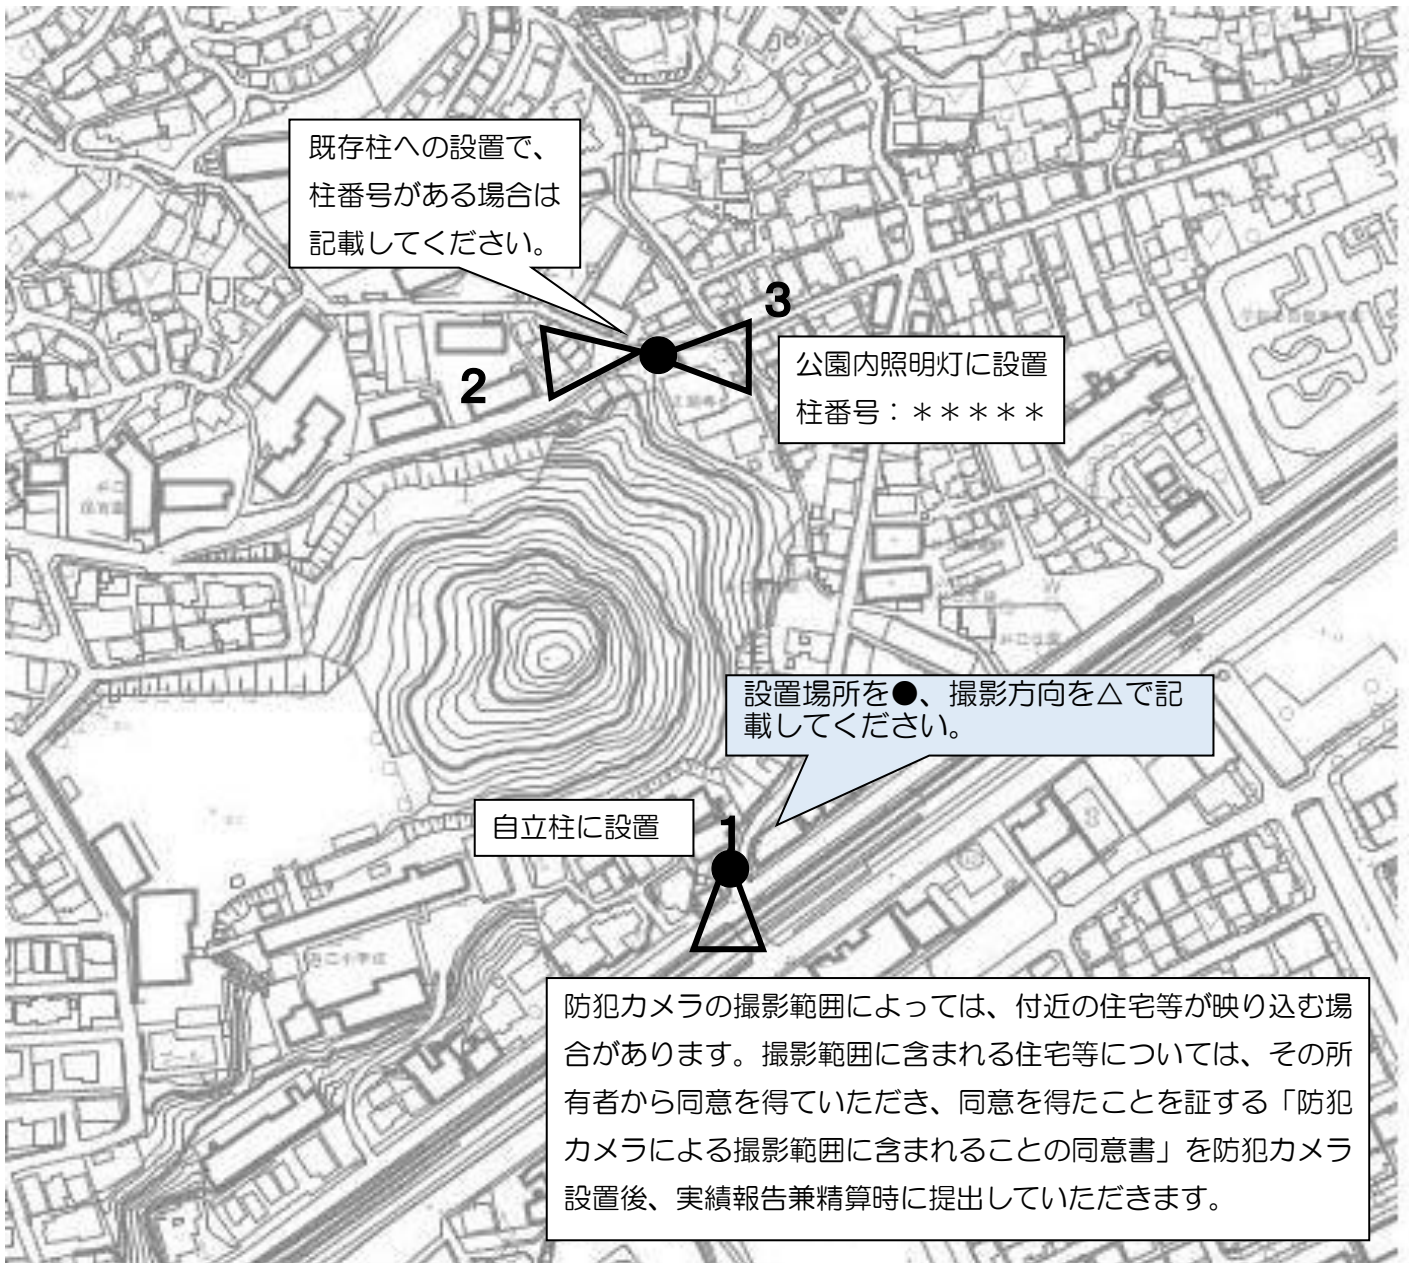 既存柱への設置で、
柱番号がある場合は
記載してください。
3
2
公園内照明灯に設置
柱番号：＊＊＊＊＊
設置場所を●、撮影方向を△で記
載してください。
自立柱に設置
1
防犯カメラの撮影範囲によっては、付近の住宅等が映り込む場
合があります。撮影範囲に含まれる住宅等については、その所
有者から同意を得ていただき、同意を得たことを証する「防犯
カメラによる撮影範囲に含まれることの同意書」を防犯カメラ
設置後、実績報告兼精算時に提出していただきます。